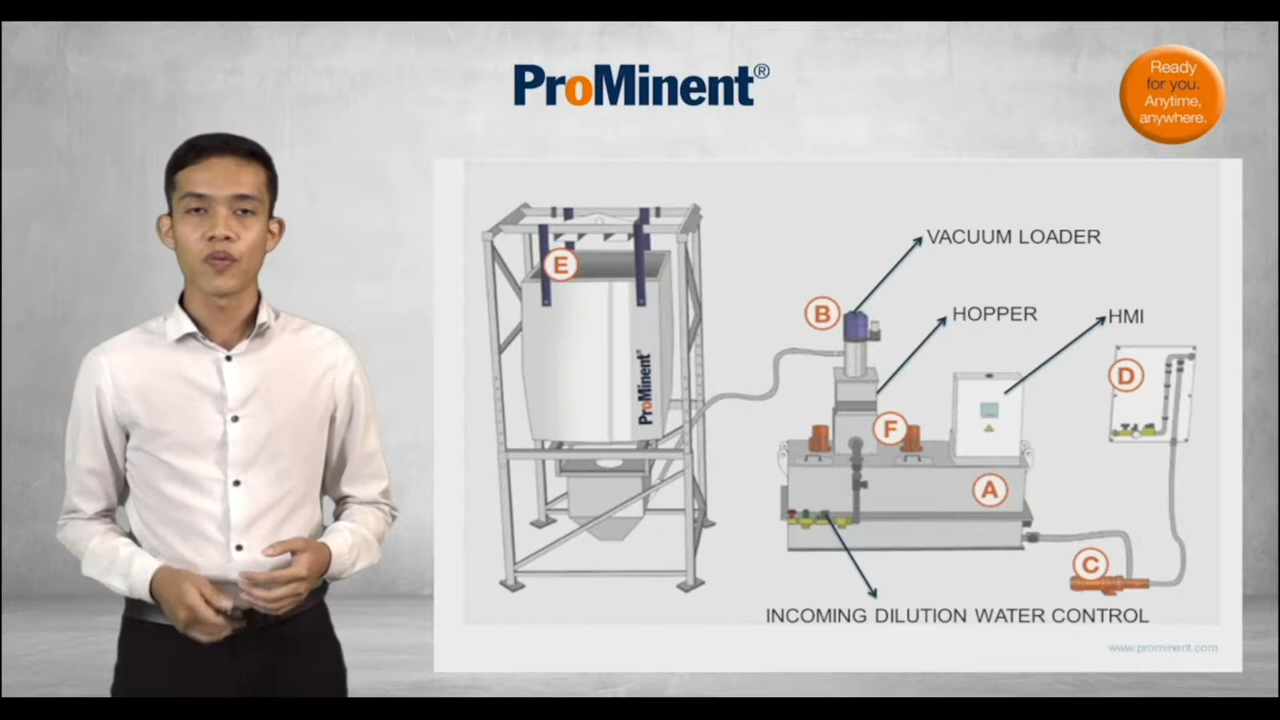 ProMinent®
Ready
for you.
Anytime,
anywhere.
E
VACUUM LOADER
B
HOPPER
HMI
D
ProMinent®
F
A
C
INCOMING DILUTION WATER CONTROL
www.prominent.com